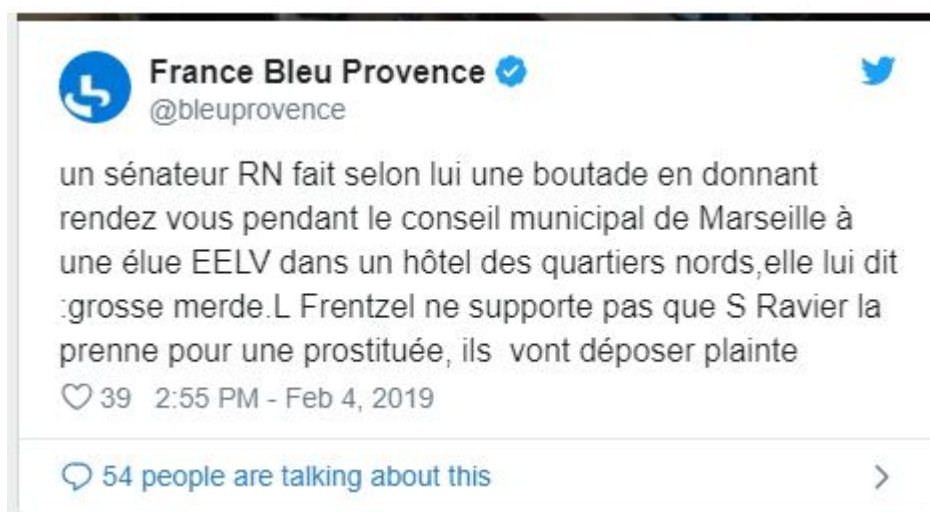 France Bleu Provence
@bleuprovence
un sénateur RN fait selon lui une boutade en donnant
rendez vous pendant le conseil municipal de Marseille à
une élue EELV dans un hôtel des quartiers nords,elle lui dit
:grosse merde.L Frentzel ne supporte pas que S Ravier la
prenne pour une prostituée, ils  vont déposer plainte
39 2:55 PM - Feb 4, 2019
54 people are talking about this